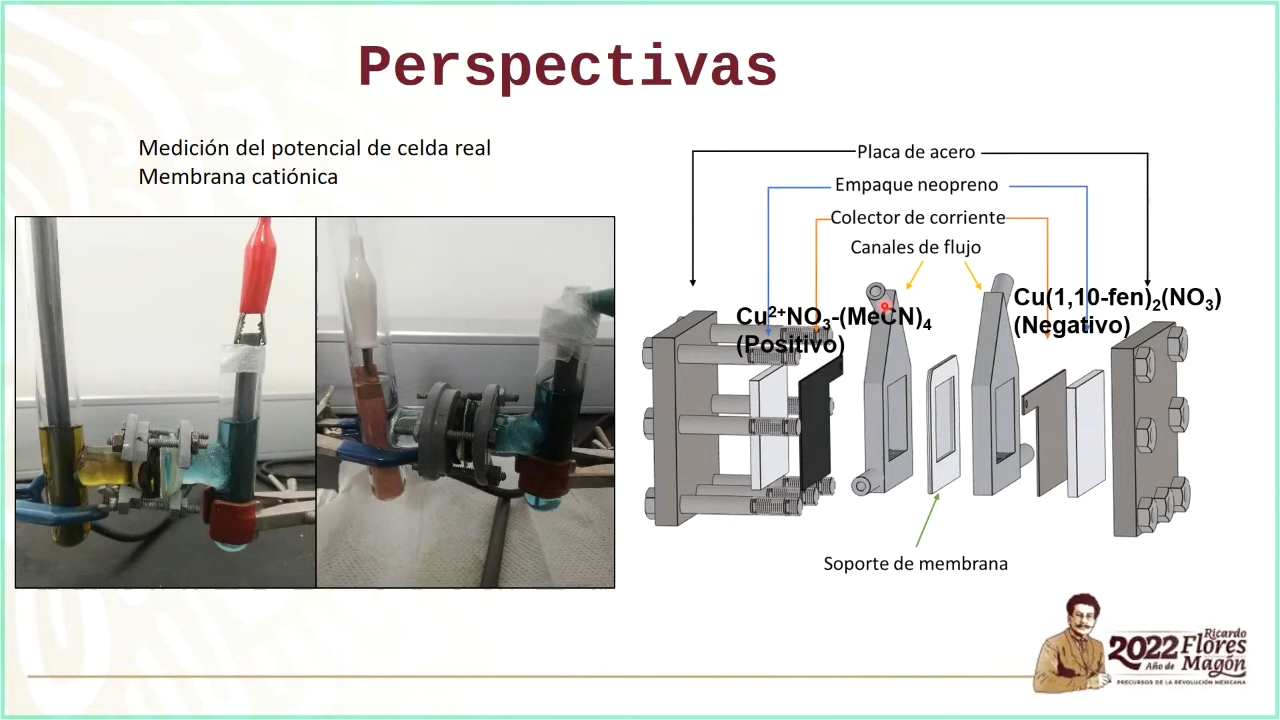 Perspectivas
Medición del potencial de celda real
Membrana catiónica
Placa de acero
Empaque neopreno
Colector de corriente
Canales de flujo
Cu²⁺NO₃-(MeCN)₄
(Positivo)
Cu(1,10-fen)₂(NO₃)
(Negativo)
Soporte de membrana
2022 Ricardo
Flores
Año de Magón
PRECURSOR DE LA REVOLUCIÓN MEXICANA